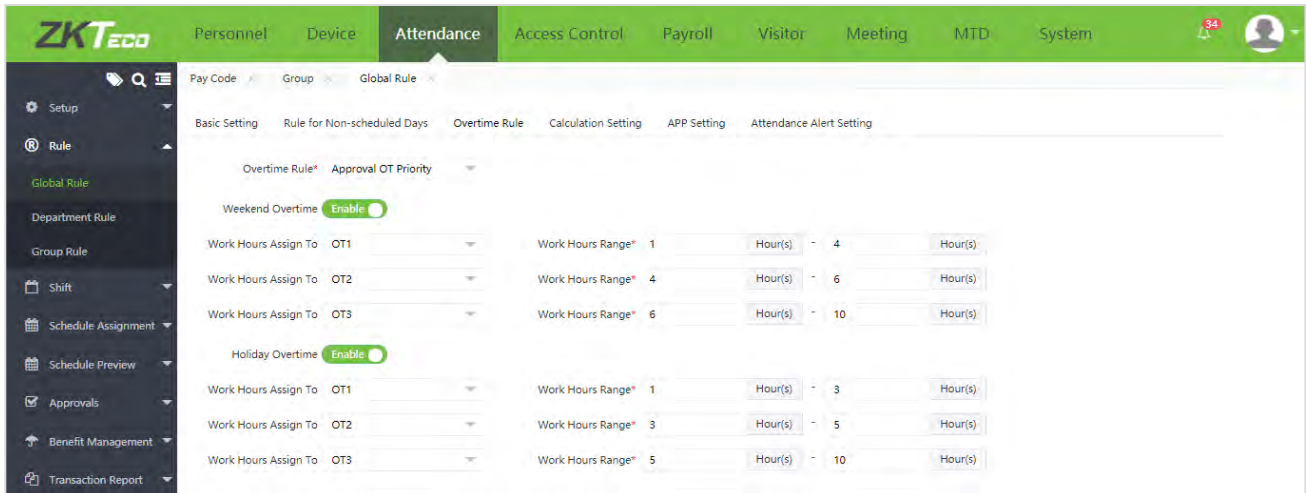 ZKTeco Personnel Device Attendance Access Control Payroll Visitor Meeting MTD System 34
Pay Code × Group × Global Rule ×
Setup
Basic Setting Rule for Non-scheduled Days Overtime Rule Calculation Setting APP Setting Attendance Alert Setting
® Rule
Overtime Rule* Approval OT Priority
Global Rule
Weekend Overtime Enable
Department Rule
Work Hours Assign To OT1 Work Hours Range* 1 Hour(s) - 4 Hour(s)
Group Rule
Work Hours Assign To OT2 Work Hours Range* 4 Hour(s) - 6 Hour(s)
Shift
Work Hours Assign To OT3 Work Hours Range* 6 Hour(s) - 10 Hour(s)
Schedule Assignment
Holiday Overtime Enable
Schedule Preview
Work Hours Assign To OT1 Work Hours Range* 1 Hour(s) - 3 Hour(s)
Approvals
Work Hours Assign To OT2 Work Hours Range* 3 Hour(s) - 5 Hour(s)
Benefit Management
Work Hours Assign To OT3 Work Hours Range* 5 Hour(s) - 10 Hour(s)
Transaction Report